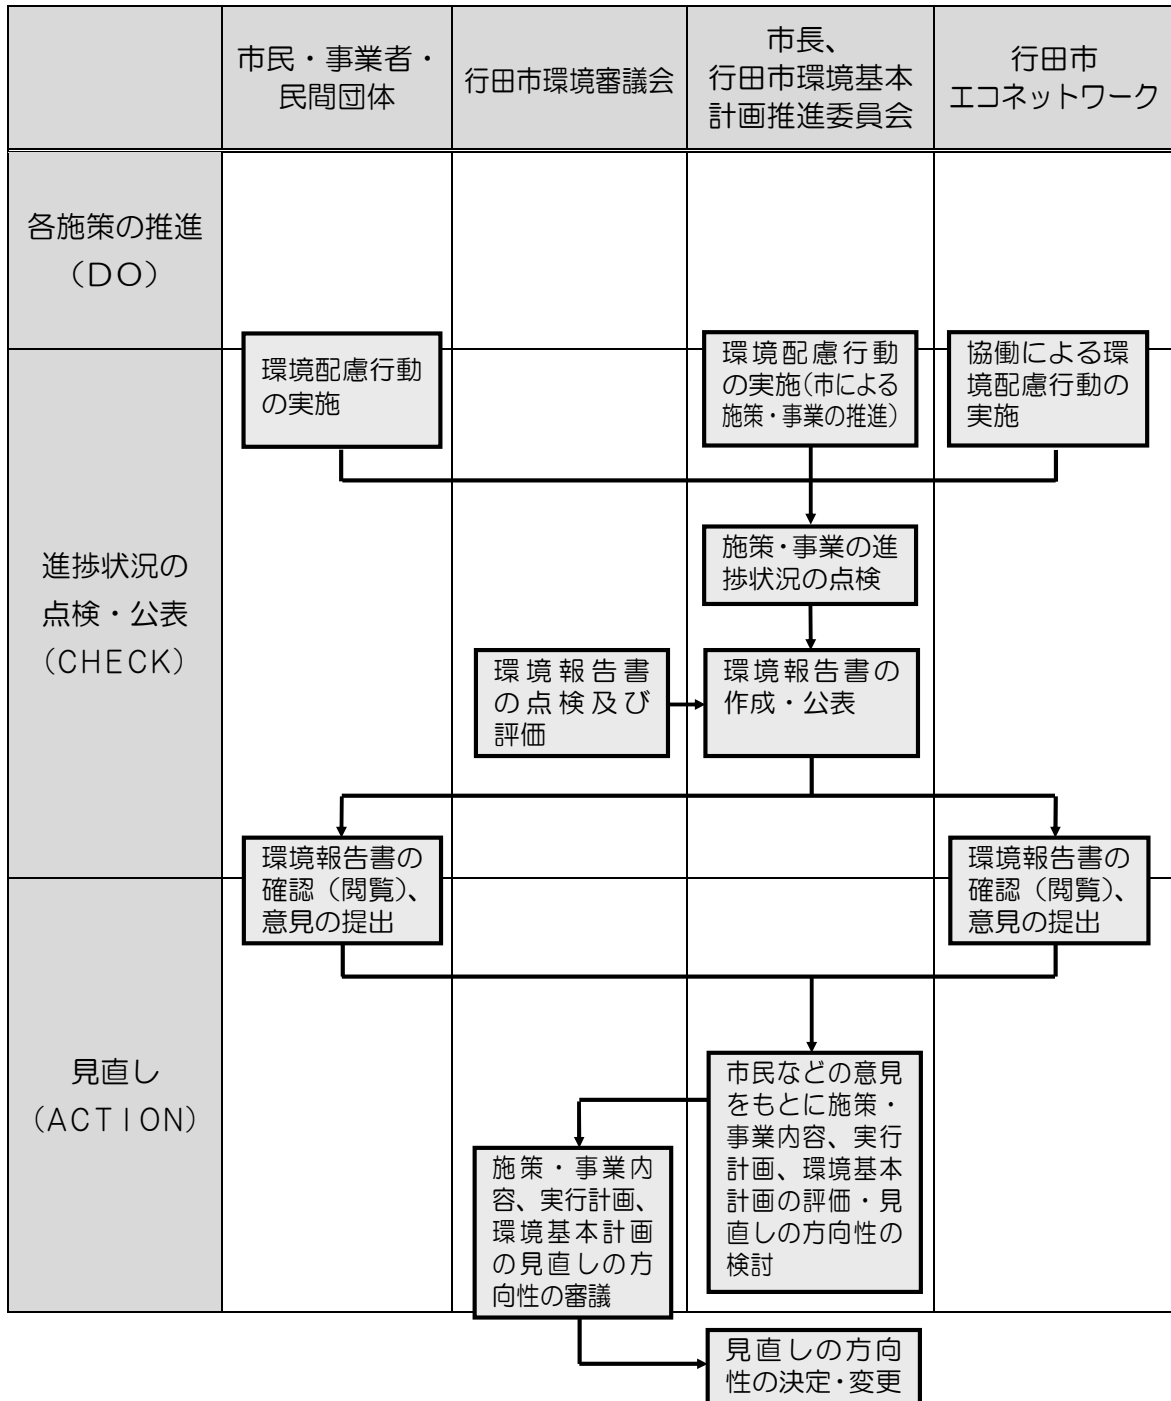 市民・事業者・
民間団体
行田市環境審議会
市長、
行田市環境基本
計画推進委員会
行田市
エコネットワーク
各施策の推進
（ＤＯ）
環境配慮行動
の実施
環境配慮行動
の実施（市による
施策・事業の推進）
協働による環
境配慮行動の
実施
進捗状況の
点検・公表
（CHECK）
施策・事業の進
捗状況の点検
環境報告書
の点検及び
評価
環境報告書の
作成・公表
環境報告書の
確認（閲覧）、
意見の提出
環境報告書の
確認（閲覧）、
意見の提出
見直し
（ACTION）
市民などの意見
をもとに施策・
事業内容、実行
計画、環境基本
計画の評価・見
直しの方向性の
検討
施策・事業内
容、実行計画、
環境基本計画
の見直しの方
向性の審議
見直しの方向
性の決定・変更